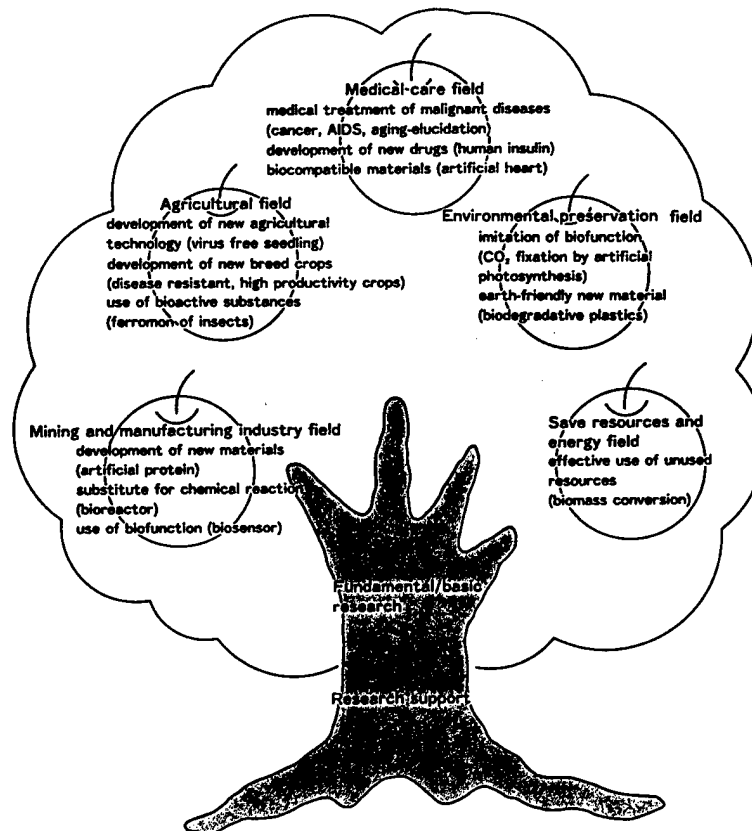 Medical-care field
medical treatment of malignant diseases
(cancer, AIDS, aging-elucidation)
development of new drugs (human insulin)
biocompatible materials (artificial heart)
Agricultural field
development of new agricultural
technology (virus free seedling)
development of new breed crops
(disease resistant, high productivity crops)
use of bioactive substances
(ferromon of insects)
Environmental preservation field
imitation of biofunction
(CO₂ fixation by artificial
photosynthesis)
earth-friendly new material
(biodegradative plastics)
Mining and manufacturing industry field
development of new materials
(artificial protein)
substitute for chemical reaction
(bioreactor)
use of biofunction (biosensor)
Save resources and
energy field
effective use of unused
resources
(biomass conversion)
Fundamental/basic
research
Research support